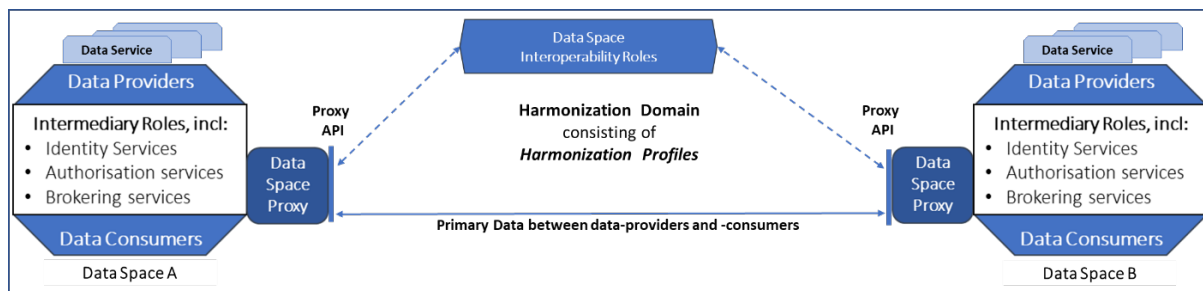 Data Service
Data Providers
Intermediary Roles, incl:
• Identity Services
• Authorisation services
• Brokering services
Data Consumers
Data Space A
Data
Space
Proxy
Proxy
API
Data Space
Interoperability Roles
Harmonization Domain
consisting of
Harmonization Profiles
Primary Data between data-providers and -consumers
Proxy
API
Data
Space
Proxy
Data Service
Data Providers
Intermediary Roles, incl:
• Identity Services
• Authorisation services
• Brokering services
Data Consumers
Data Space B